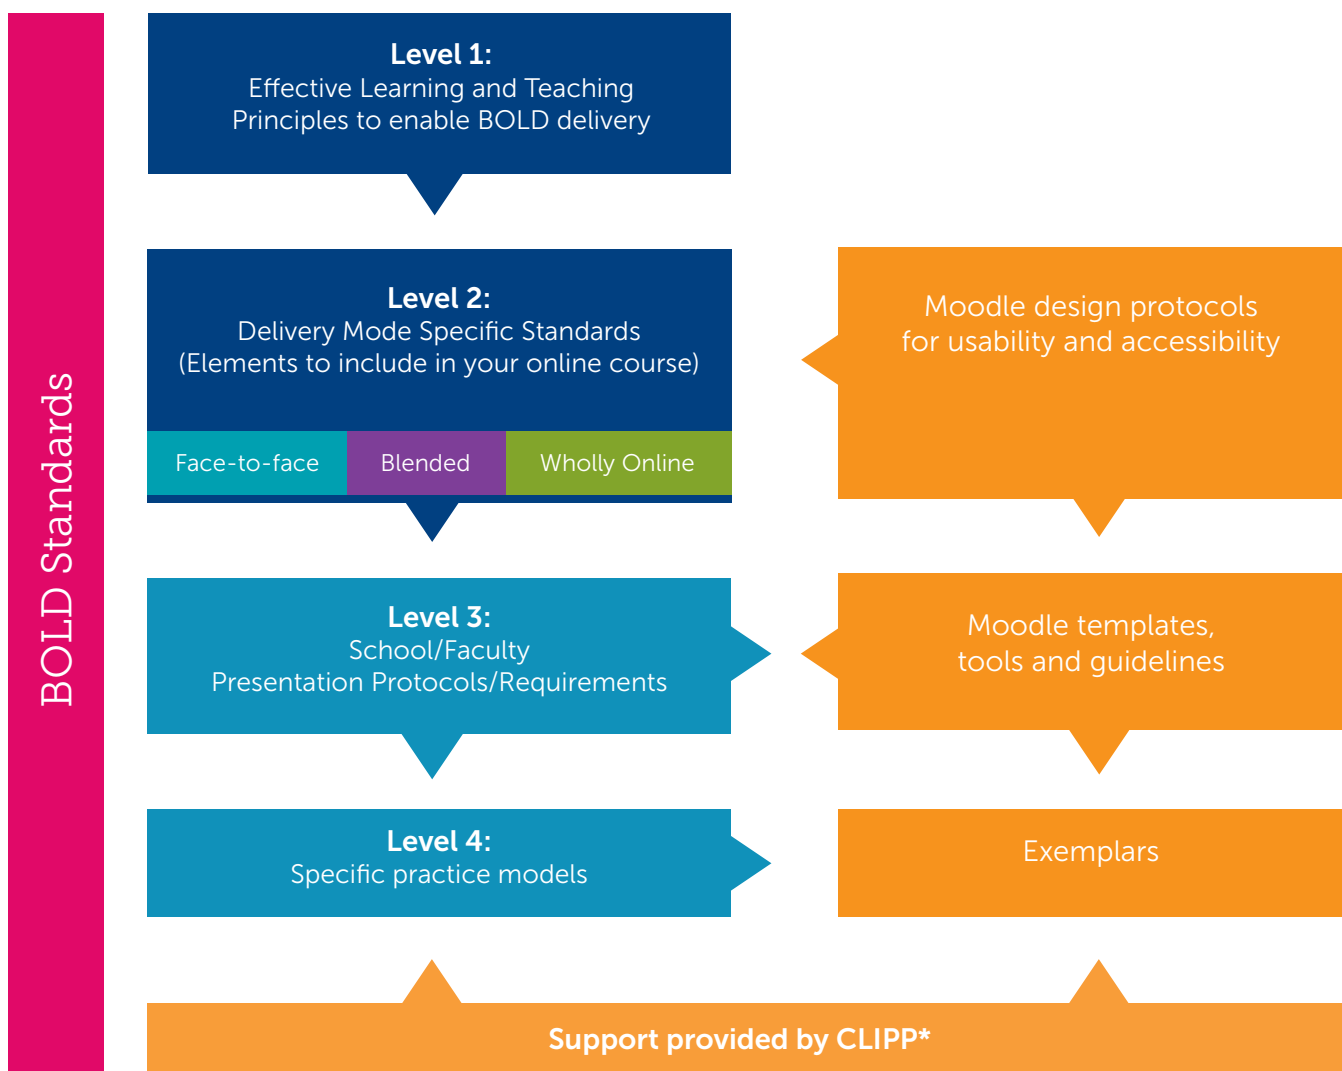 BOLD Standards
Level 1:
Effective Learning and Teaching
Principles to enable BOLD delivery
Level 2:
Delivery Mode Specific Standards
(Elements to include in your online course)
Face-to-face
Blended
Wholly Online
Moodle design protocols
for usability and accessibility
Level 3:
School/Faculty
Presentation Protocols/Requirements
Moodle templates,
tools and guidelines
Level 4:
Specific practice models
Exemplars
Support provided by CLIPP*